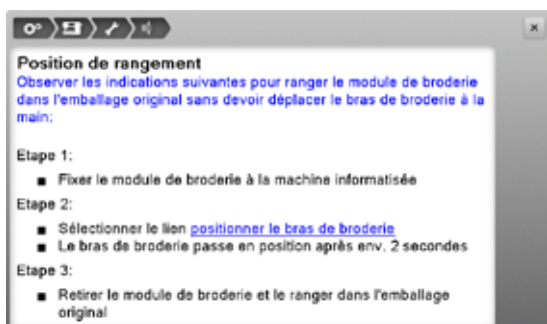 Position de rangement
Observer les indications suivantes pour ranger le module de broderie
dans l'emballage original sans devoir déplacer le bras de broderie à la
main:
Etape 1:
Fixer le module de broderie à la machine informatisée
Etape 2:
Sélectionner le lien positionner le bras de broderie
Le bras de broderie passe en position après env. 2 secondes
Etape 3:
Retirer le module de broderie et le ranger dans l'emballage
original